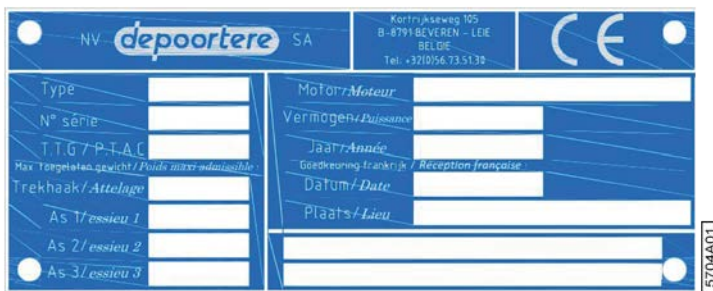 NV depoortere SA
Kortrijkseweg 105
B-8791 BEVEREN - LEIE
BELGIE
Tel: +32(0)56.73.51.30
CE
Type
N° série
T.T.G / P.T.A.C
Max Toegelaten gewicht / Poids maxi admissible
Trekhaak/Attelage
As 1/essieu 1
As 2/essieu 2
As 3/essieu 3
Motor/Moteur
Vermogen/Puissance
Jaar/Année
Goedkeuring frankrijk / Réception française
Datum/Date
Plaats/Lieu
5704A01